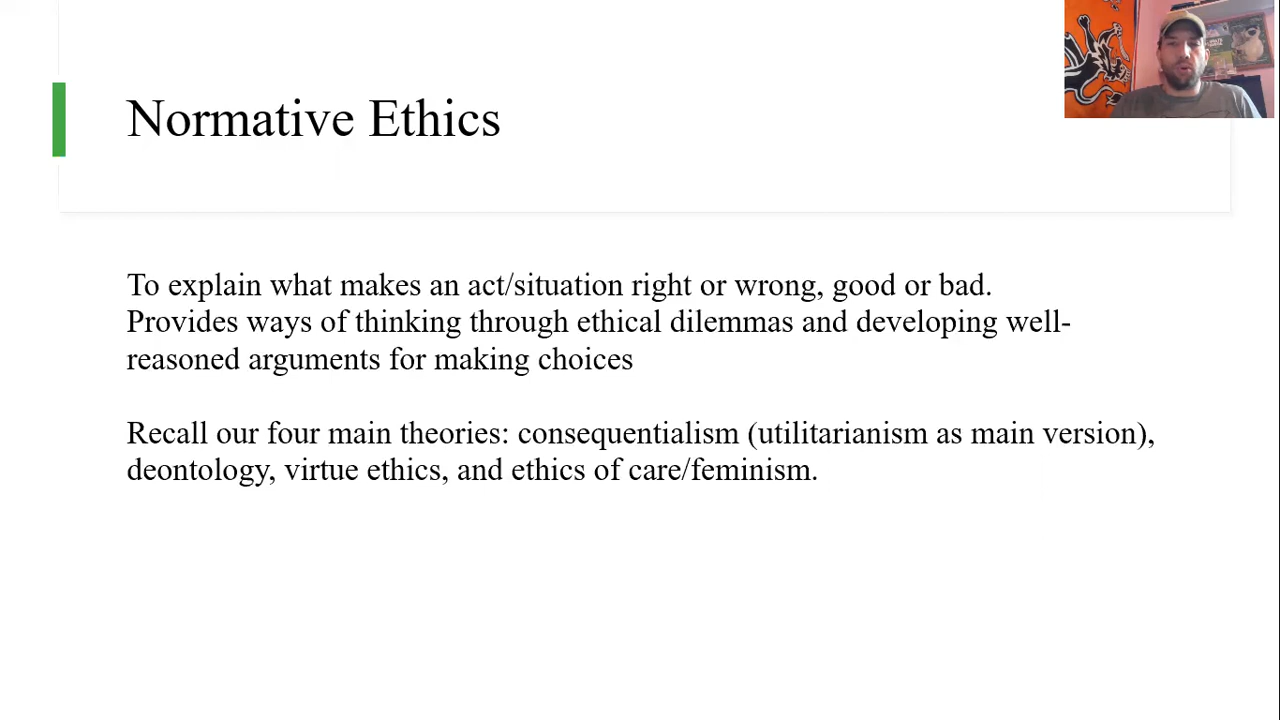 Normative Ethics
To explain what makes an act/situation right or wrong, good or bad.
Provides ways of thinking through ethical dilemmas and developing well-
reasoned arguments for making choices
Recall our four main theories: consequentialism (utilitarianism as main version),
deontology, virtue ethics, and ethics of care/feminism.